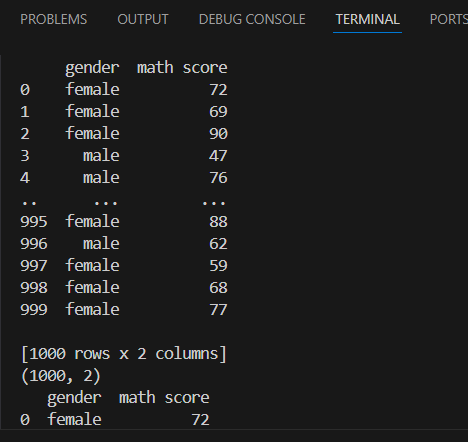 PROBLEMS OUTPUT DEBUG CONSOLE TERMINAL PORTS
gender math score
0 female 72
1 female 69
2 female 90
3 male 47
4 male 76
.. ... ...
995 female 88
996 male 62
997 female 59
998 female 68
999 female 77
[1000 rows x 2 columns]
(1000, 2)
gender math score
0 female 72